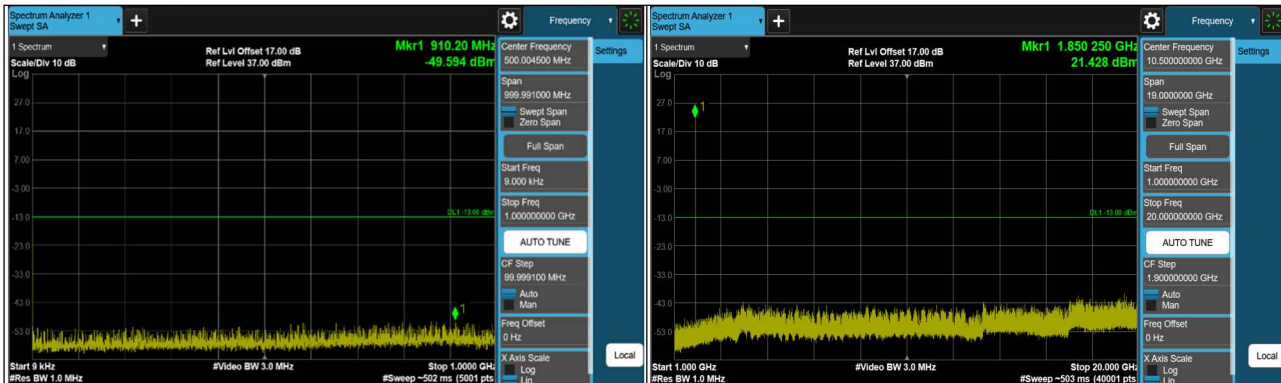 Spectrum Analyzer 1
Swept SA
+
Frequency
1 Spectrum
Scale/Div 10 dB
Log
Ref Lvl Offset 17.00 dB
Ref Level 37.00 dBm
Mkr1 910.20 MHz
-49.594 dBm
27.0
17.0
7.00
-3.00
-13.0
-23.0
-33.0
-43.0
-53.0
DL1 -13.00 dBm
1
Start 9 kHz
#Res BW 1.0 MHz
#Video BW 3.0 MHz
Stop 1.0000 GHz
#Sweep ~502 ms (5001 pts
Center Frequency
500.004500 MHz
Span
999.991000 MHz
Swept Span
Zero Span
Full Span
Start Freq
9.000 kHz
Stop Freq
1.000000000 GHz
AUTO TUNE
CF Step
99.999100 MHz
Auto
Man
Freq Offset
0 Hz
X Axis Scale
Log
Lin
Settings
Local
Spectrum Analyzer 1
Swept SA
+
Frequency
1 Spectrum
Scale/Div 10 dB
Log
Ref Lvl Offset 17.00 dB
Ref Level 37.00 dBm
Mkr1 1.850 250 GHz
21.428 dBm
27.0
17.0
7.00
-3.00
-13.0
-23.0
-33.0
-43.0
-53.0
DL1 -13.00 dBm
1
Start 1.000 GHz
#Res BW 1.0 MHz
#Video BW 3.0 MHz
Stop 20.000 GHz
#Sweep ~503 ms (40001 pts
Center Frequency
10.500000000 GHz
Span
19.0000000 GHz
Swept Span
Zero Span
Full Span
Start Freq
1.000000000 GHz
Stop Freq
20.000000000 GHz
AUTO TUNE
CF Step
1.900000000 GHz
Auto
Man
Freq Offset
0 Hz
X Axis Scale
Log
Lin
Settings
Local